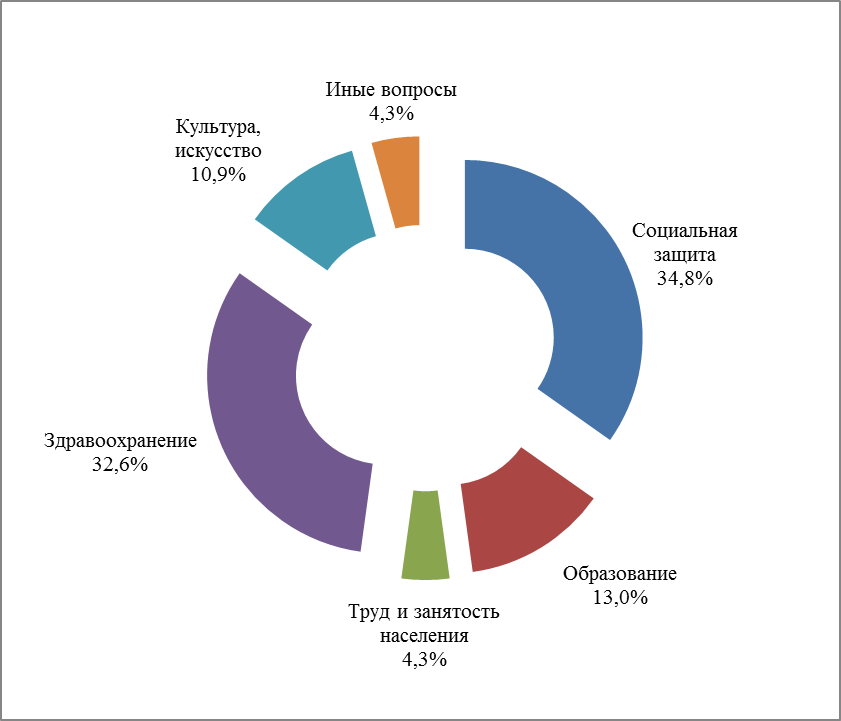 Иные вопросы
4,3%
Культура,
искусство
10,9%
Социальная
защита
34,8%
Здравоохранение
32,6%
Образование
13,0%
Труд и занятость
населения
4,3%